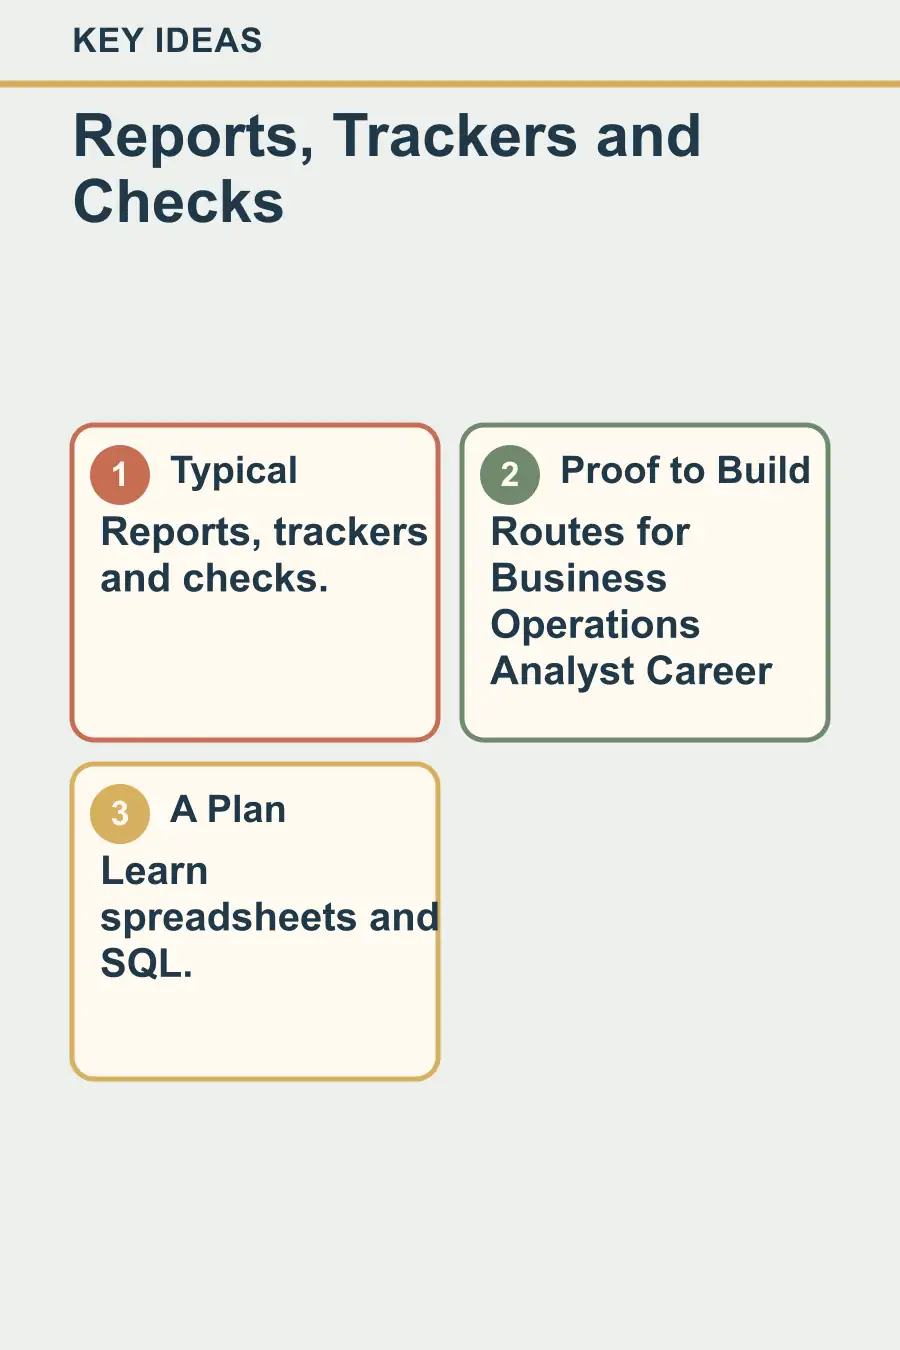 KEY IDEAS
Reports, Trackers and
Checks
1 Typical
Reports, trackers
and checks.
2 Proof to Build
Routes for
Business
Operations
Analyst Career
3 A Plan
Learn
spreadsheets and
SQL.